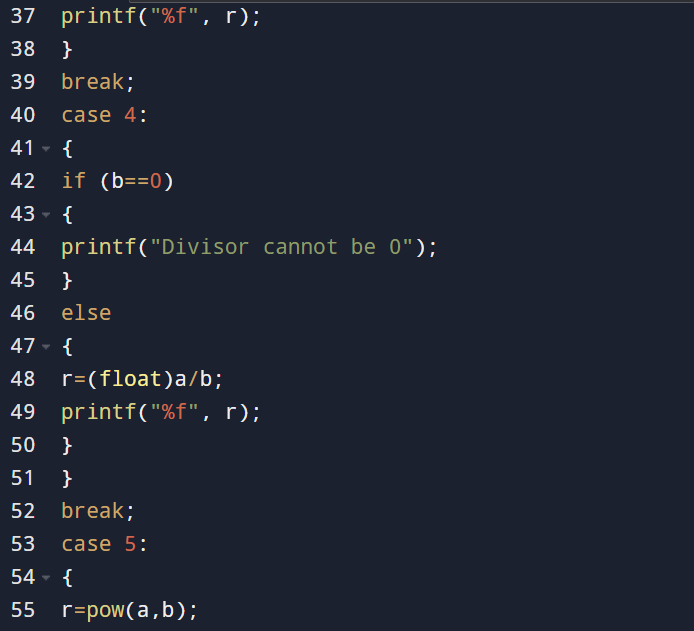 37 printf("%f", r);
38 }
39 break;
40 case 4:
41 {
42 if (b==0)
43 {
44 printf("Divisor cannot be 0");
45 }
46 else
47 {
48 r=(float)a/b;
49 printf("%f", r);
50 }
51 }
52 break;
53 case 5:
54 {
55 r=pow(a,b);